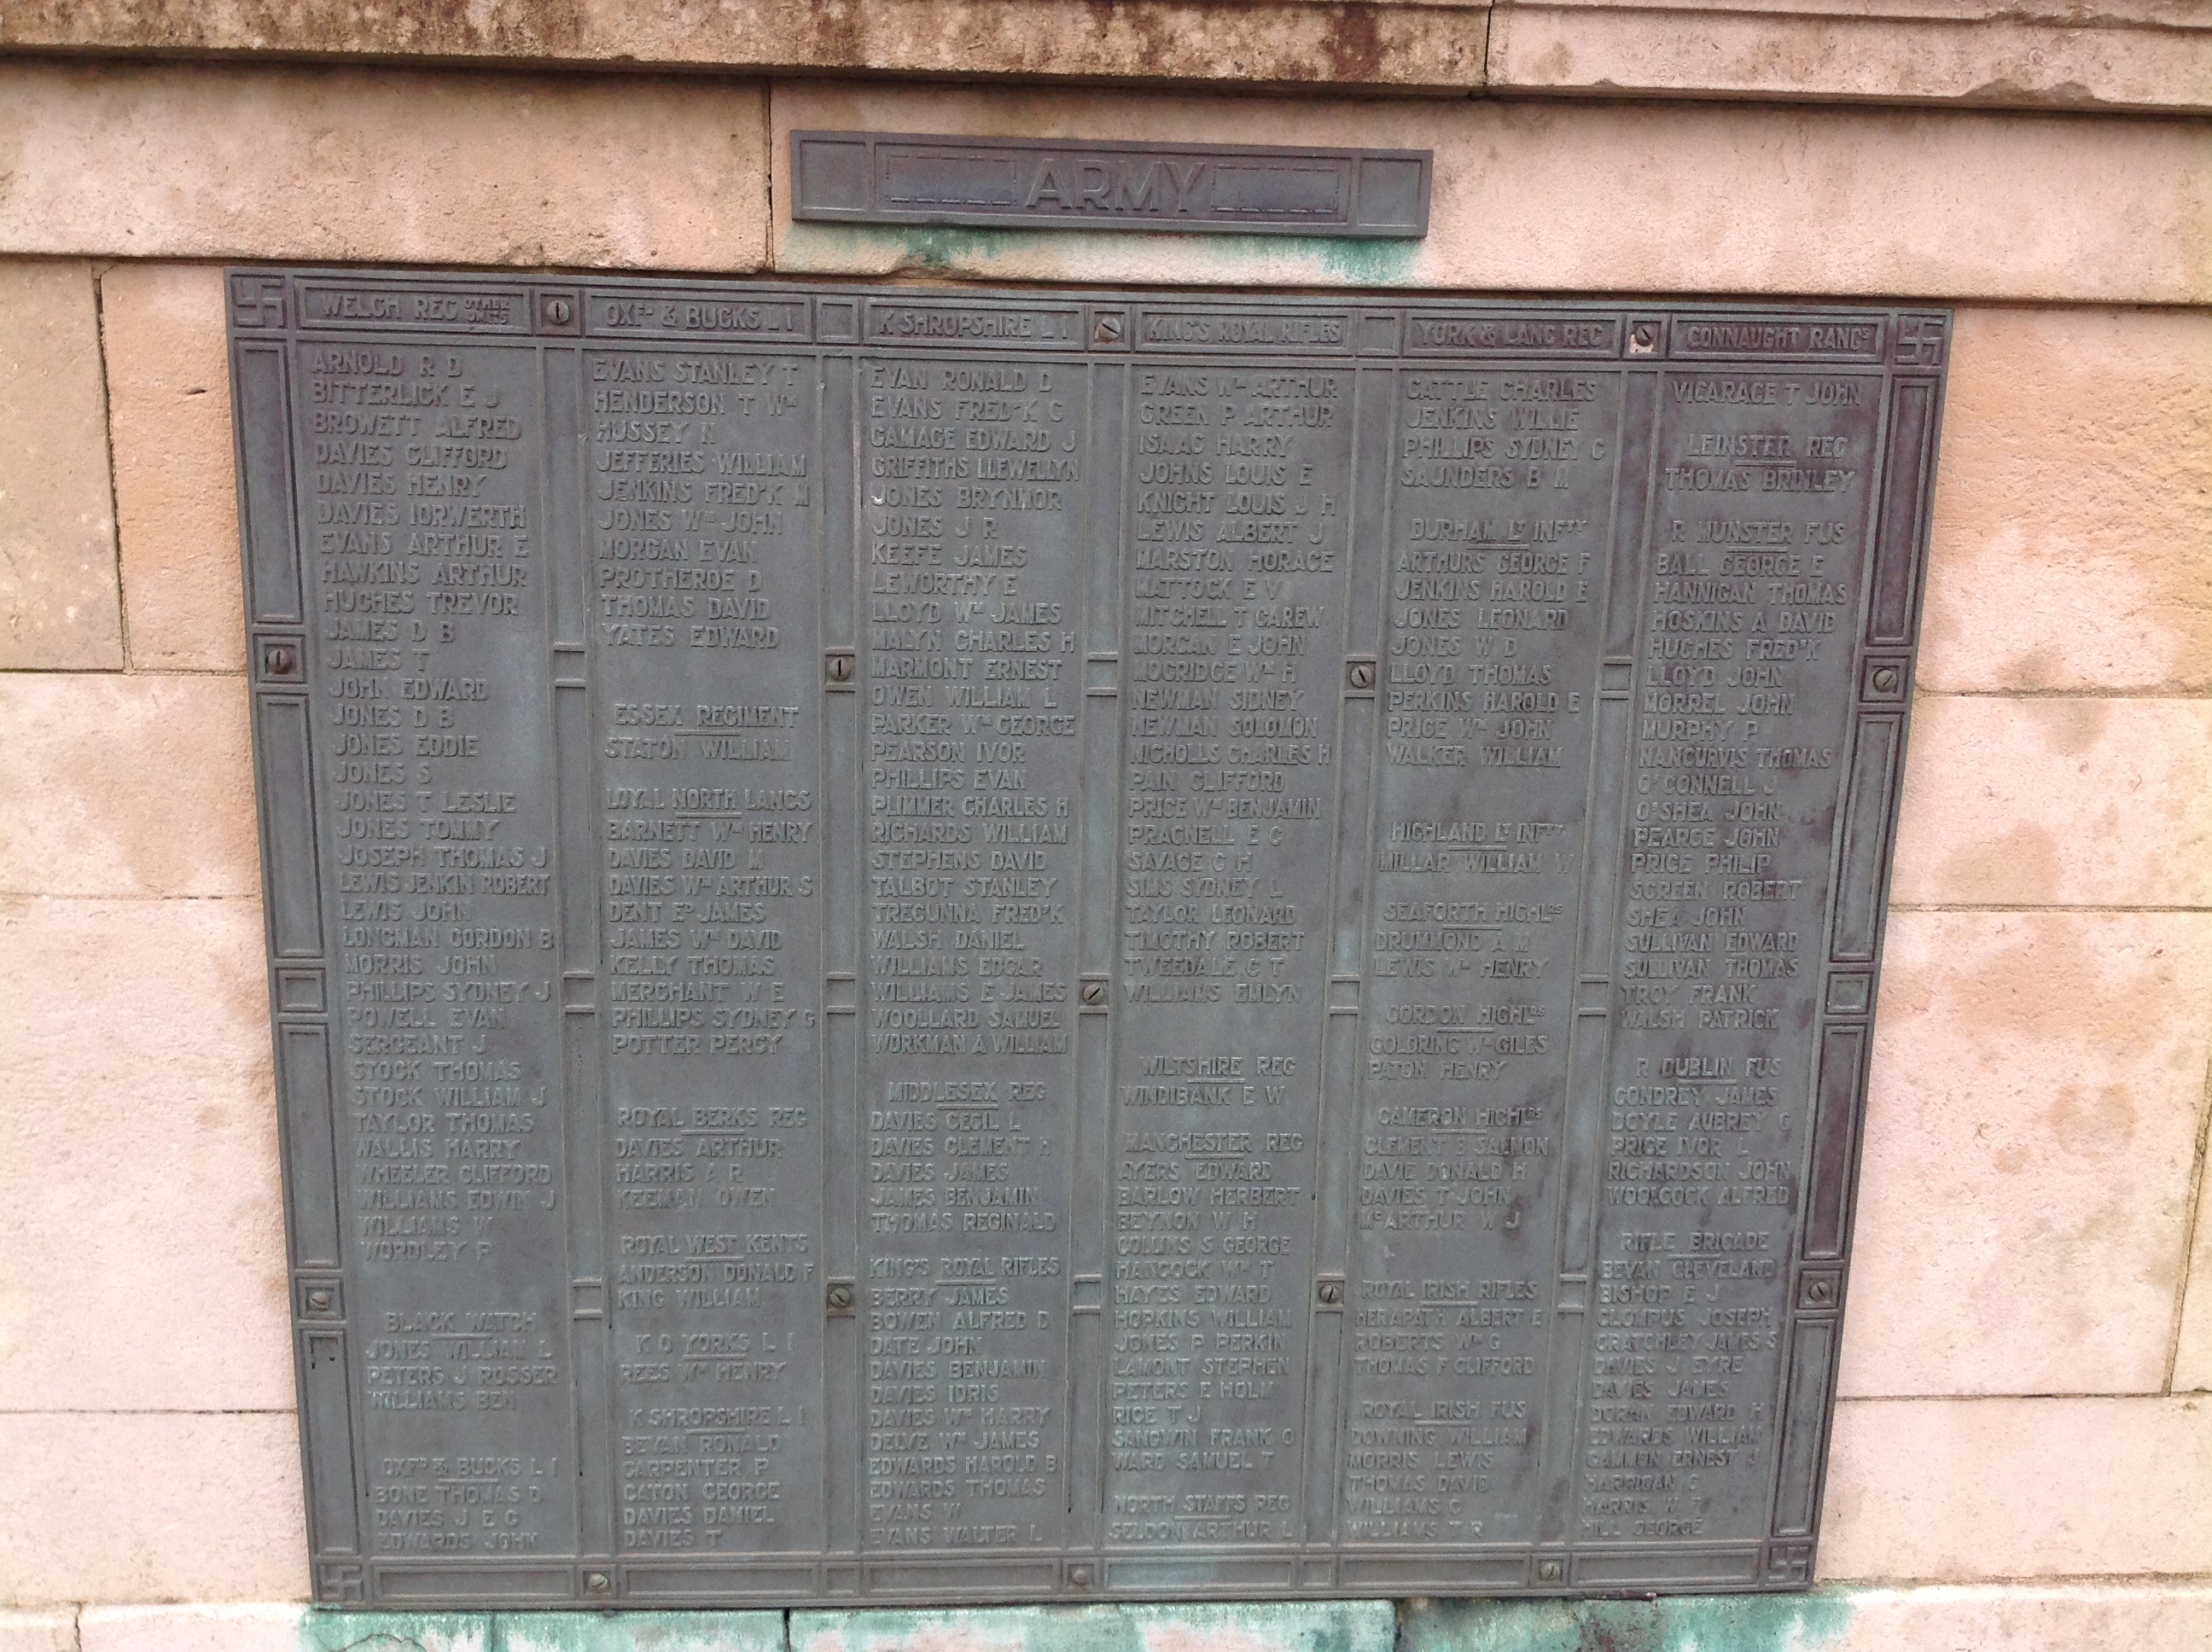 ARMY
WELCH REG OTHER UNITS
ARNOLD R D
BITTERLICK E J
BROWETT ALFRED
DAVIES CLIFFORD
DAVIES HENRY
DAVIES IORWERTH
EVANS ARTHUR E
HAWKINS ARTHUR
HUGHES TREVOR
JAMES D B
JAMES T
JOHN EDWARD
JONES D B
JONES EDDIE
JONES S
JONES T LESLIE
JONES TOMMY
JOSEPH THOMAS J
LEWIS JENKIN ROBERT
LEWIS JOHN
LONGMAN GORDON B
MORRIS JOHN
PHILLIPS SYDNEY J
POWELL EVAN
SERGEANT J
STOCK THOMAS
STOCK WILLIAM J
TAYLOR THOMAS
WALLIS HARRY
WHEELER CLIFFORD
WILLIAMS EDWIN J
WILLIAMS W
WORDLEY P
BLACK WATCH
JONES WILLIAM L
PETERS J ROSSER
WILLIAMS BEN
OXFD & BUCKS L I
BONE THOMAS D
DAVIES J E G
EDWARDS JOHN
OXFD & BUCKS L I
EVANS STANLEY T
HENDERSON T WM
HUSSEY N
JEFFERIES WILLIAM
JENKINS FRED'K M
JONES WM JOHN
MORGAN EVAN
PROTHEROE D
THOMAS DAVID
YATES EDWARD
ESSEX REGIMENT
STATON WILLIAM
LOYAL NORTH LANCS
BARNETT WM HENRY
DAVIES DAVID M
DAVIES WM ARTHUR S
DENT ED JAMES
JAMES WM DAVID
KELLY THOMAS
MERCHANT W E
PHILLIPS SYDNEY G
POTTER PERCY
ROYAL BERKS REG
DAVIES ARTHUR
HARRIS A R
KEEMAN OWEN
ROYAL WEST KENTS
ANDERSON DONALD F
KING WILLIAM
K O YORKS L I
REES WM HENRY
K SHROPSHIRE L I
BEVAN RONALD
CARPENTER P
CATON GEORGE
DAVIES DANIEL
DAVIES T
K SHROPSHIRE L I
EVAN RONALD D
EVANS FRED'K G
GAMAGE EDWARD J
GRIFFITHS LLEWELLYN
JONES BRYNMOR
JONES J R
KEEFE JAMES
LEWORTHY E
LLOYD WM JAMES
MALYN CHARLES H
MARMONT ERNEST
OWEN WILLIAM L
PARKER WM GEORGE
PEARSON IVOR
PHILLIPS EVAN
PLIMMER CHARLES H
RICHARDS WILLIAM
STEPHENS DAVID
TALBOT STANLEY
TREGUNNA FRED'K
WALSH DANIEL
WILLIAMS EDGAR
WILLIAMS E JAMES
WOOLLARD SAMUEL
WORKMAN A WILLIAM
MIDDLESEX REG
DAVIES CECIL L
DAVIES CLEMENT H
DAVIES JAMES
JAMES BENJAMIN
THOMAS REGINALD
KING'S ROYAL RIFLES
BERRY JAMES
BOWEN ALFRED D
DATE JOHN
DAVIES BENJAMIN
DAVIES IDRIS
DAVIES WM HARRY
DELVE WM JAMES
EDWARDS HAROLD B
EDWARDS THOMAS
EVANS W
EVANS WALTER L
KING'S ROYAL RIFLES
EVANS WM ARTHUR
GREEN P ARTHUR
ISAAC HARRY
JOHNS LOUIS E
KNIGHT LOUIS J H
LEWIS ALBERT J
MARSTON HORACE
MATTOCK E V
MITCHELL T CAREW
MORGAN E JOHN
MOGRIDGE WM H
NEWMAN SIDNEY
NEWMAN SOLOMON
NICHOLLS CHARLES H
PAIN CLIFFORD
PRICE WM BENJAMIN
PRAGNELL E G
SAVAGE G H
SIMS SYDNEY L
TAYLOR LEONARD
TIMOTHY ROBERT
TWEEDALE C T
WILLIAMS EMLYN
WILTSHIRE REG
WINDIBANK E W
MANCHESTER REG
AYERS EDWARD
BARLOW HERBERT
BEYNON W H
COLLINS S GEORGE
HANCOCK WM T
HAYES EDWARD
HOPKINS WILLIAM
JONES P PERKIN
LAMONT STEPHEN
PETERS E HOLM
RICE T J
SANGWIN FRANK O
WARD SAMUEL T
NORTH STAFFS REG
SELDON ARTHUR L
YORK & LANC REG
CATTLE CHARLES
JENKINS WILLIE
PHILLIPS SYDNEY G
SAUNDERS B M
DURHAM LT INFTY
ARTHURS GEORGE F
JENKINS HAROLD E
JONES LEONARD
JONES W D
LLOYD THOMAS
PERKINS HAROLD E
PRICE WM JOHN
WALKER WILLIAM
HIGHLAND LT INFTY
MILLAR WILLIAM W
SEAFORTH HIGHLRS
DRUMMOND A M
LEWIS WM HENRY
GORDON HIGHLRS
GOLDRING WM GILES
PATON HENRY
CAMERON HIGHLRS
CLEMENT B SALMON
DAVIE DONALD H
DAVIES T JOHN
MCARTHUR W J
ROYAL IRISH RIFLES
HERAPATH ALBERT E
ROBERTS WM G
THOMAS F CLIFFORD
ROYAL IRISH FUS
DOWNING WILLIAM
MORRIS LEWIS
THOMAS DAVID
WILLIAMS C
WILLIAMS T R
CONNAUGHT RANGS
VICARAGE T JOHN
LEINSTER REG
THOMAS BRINLEY
R MUNSTER FUS
BALL GEORGE E
HANNIGAN THOMAS
HOSKINS A DAVID
HUGHES FRED'K
LLOYD JOHN
MORREL JOHN
MURPHY P
NANCURVIS THOMAS
O'CONNELL J
O'SHEA JOHN
PEARCE JOHN
PRICE PHILIP
SCREEN ROBERT
SHEA JOHN
SULLIVAN EDWARD
SULLIVAN THOMAS
TROY FRANK
WALSH PATRICK
R DUBLIN FUS
CONDREY JAMES
DOYLE AUBREY G
PRICE IVOR L
RICHARDSON JOHN
WOOLCOCK ALFRED
RIFLE BRIGADE
BEVAN CLEVELAND
BISHOP E J
CLOMPUS JOSEPH
CRATCHLEY JAMES S
DAVIES J EYRE
DAVIES JAMES
DORAN EDWARD H
EDWARDS WILLIAM
GAMMON ERNEST J
HARRIGAN C
HARRIS W
HILL GEORGE